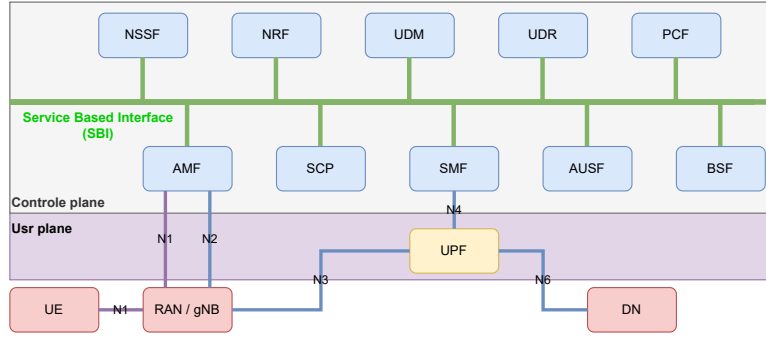 NSSF
NRF
UDM
UDR
PCF
Service Based Interface
(SBI)
AMF
SCP
SMF
AUSF
BSF
Controle plane
N4
Usr plane
N1
N2
UPF
N3
N6
UE
N1
RAN / gNB
DN